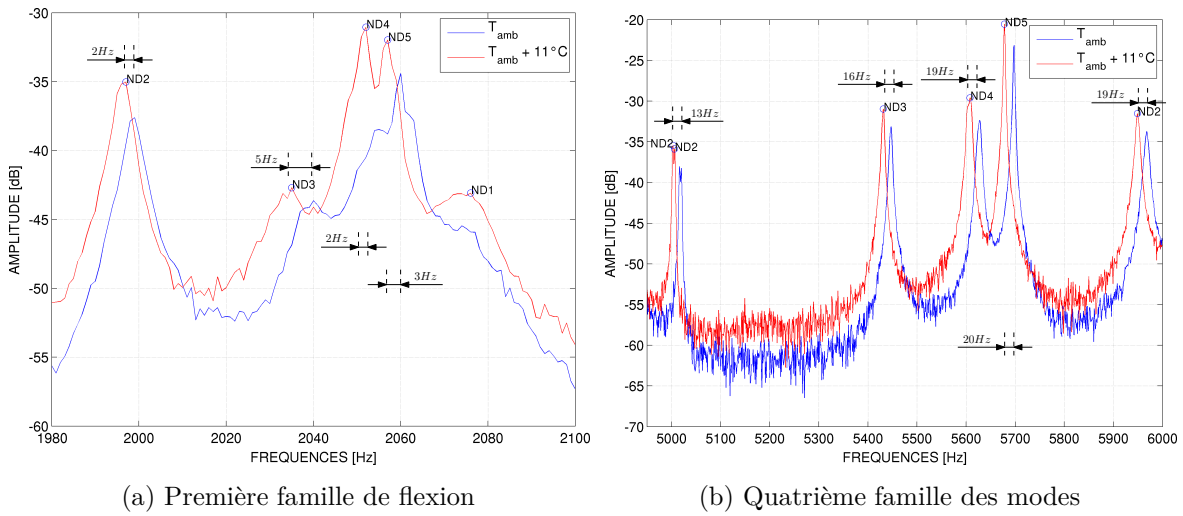 -30
-35
-40
-45
-50
-55
-60
1980
2000
2020
2040
2060
2080
2100
AMPLITUDE [dB]
FREQUENCES [Hz]
T_amb
T_amb + 11°C
2Hz
ND2
5Hz
ND3
ND4
ND5
ND1
2Hz
3Hz
(a) Première famille de flexion
-20
-25
-30
-35
-40
-45
-50
-55
-60
-65
-70
5000
5100
5200
5300
5400
5500
5600
5700
5800
5900
6000
AMPLITUDE [dB]
FREQUENCES [Hz]
T_amb
T_amb + 11°C
13Hz
ND2
ND2
16Hz
ND3
19Hz
ND4
ND5
19Hz
ND2
20Hz
(b) Quatrième famille des modes